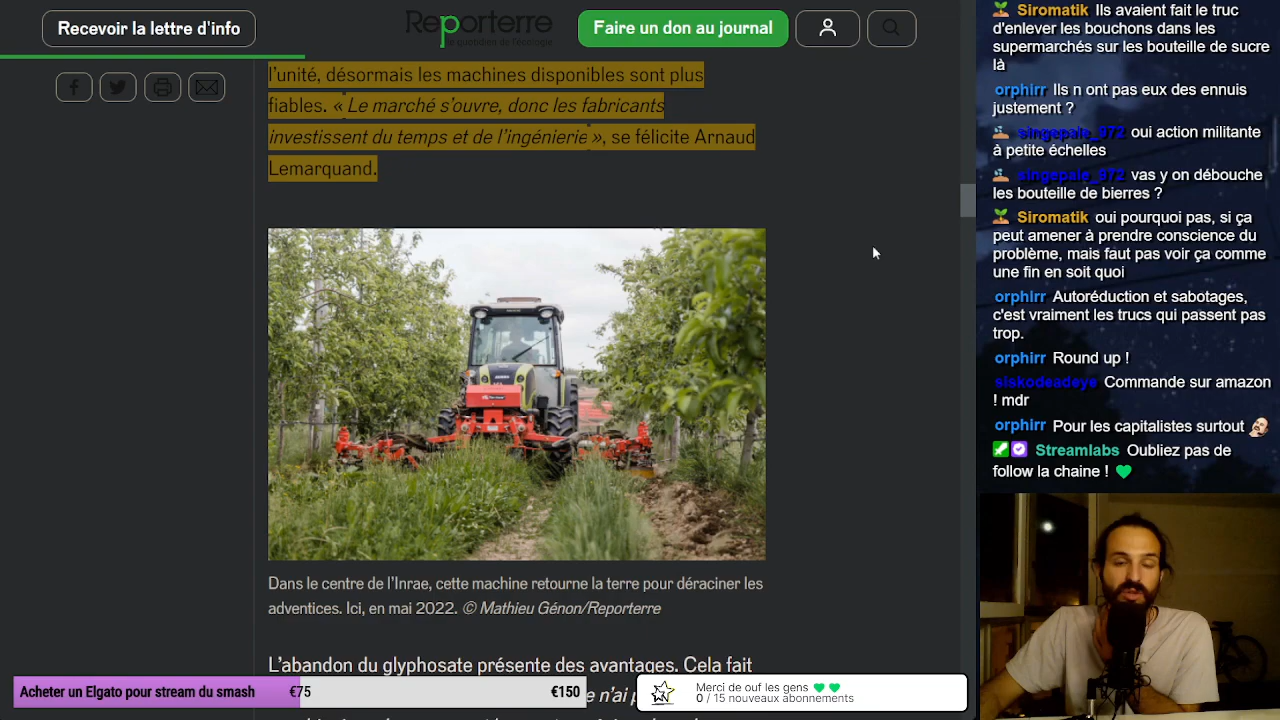 Recevoir la lettre d'info
Reporterre
le quotidien de l'écologie
Faire un don au journal
l'unité, désormais les machines disponibles sont plus
fiables. « Le marché s'ouvre, donc les fabricants
investissent du temps et de l'ingénierie », se félicite Arnaud
Lemarquand.
Dans le centre de l'Inrae, cette machine retourne la terre pour déraciner les
adventices. Ici, en mai 2022. © Mathieu Génon/Reporterre
L'abandon du glyphosate présente des avantages. Cela fait
Acheter un Elgato pour stream du smash €75 €150
e n'ai
Merci de ouf les gens
0 / 15 nouveaux abonnements
Siromatik Ils avaient fait le truc
d'enlever les bouchons dans les
supermarchés sur les bouteille de sucre
là
orphirr Ils n ont pas eux des ennuis
justement ?
singepale_972 oui action militante
à petite échelles
singepale_972 vas y on débouche
les bouteille de bierres ?
Siromatik oui pourquoi pas, si ça
peut amener à prendre conscience du
problème, mais faut pas voir ça comme
une fin en soit quoi
orphirr Autoréduction et sabotages,
c'est vraiment les trucs qui passent pas
trop.
orphirr Round up !
siskodeadeye Commande sur amazon
! mdr
orphirr Pour les capitalistes surtout
Streamlabs Oubliez pas de
follow la chaine !